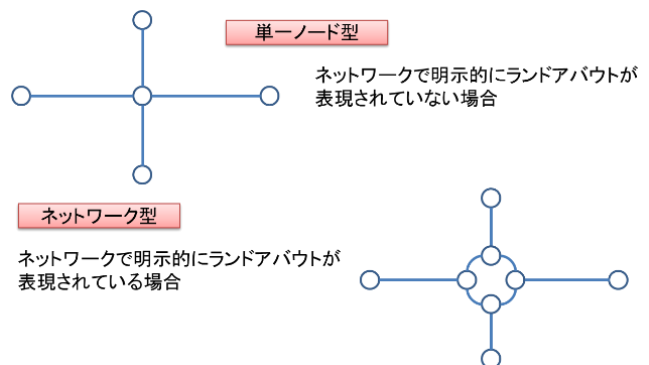 単一ノード型
ネットワークで明示的にランドアバウトが
表現されていない場合
ネットワーク型
ネットワークで明示的にランドアバウトが
表現されている場合